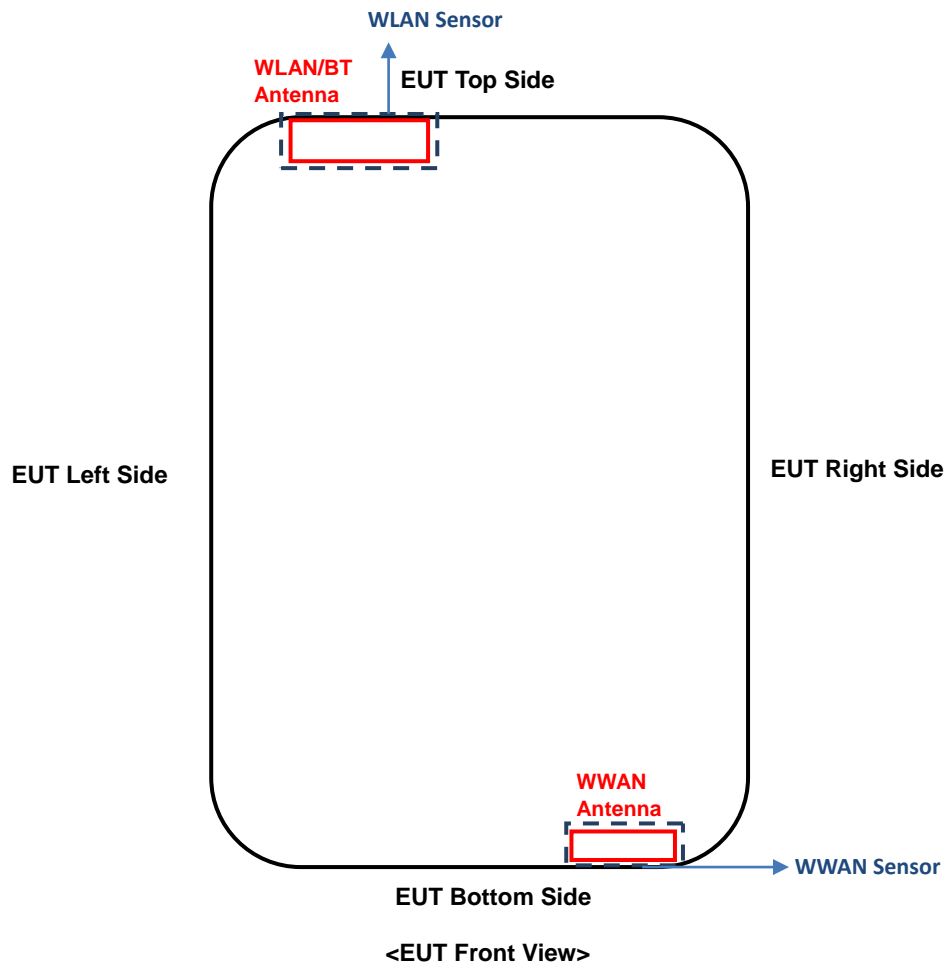 WLAN Sensor
WLAN/BT
Antenna
EUT Top Side
EUT Left Side
EUT Right Side
WWAN
Antenna
WWAN Sensor
EUT Bottom Side
<EUT Front View>